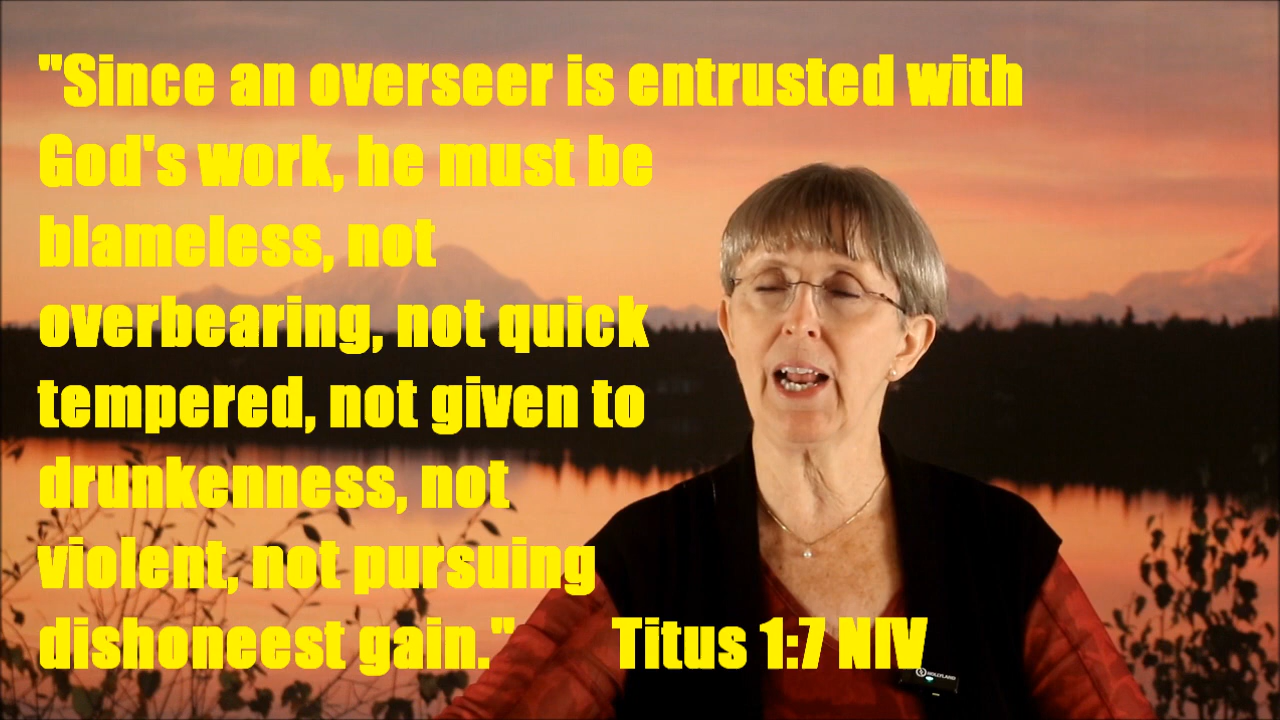 "Since an overseer is entrusted with
God's work, he must be
blameless, not
overbearing, not quick
tempered, not given to
drunkenness, not
violent, not pursuing
dishoneest gain." Titus 1:7 NIV
HOLLYLAND